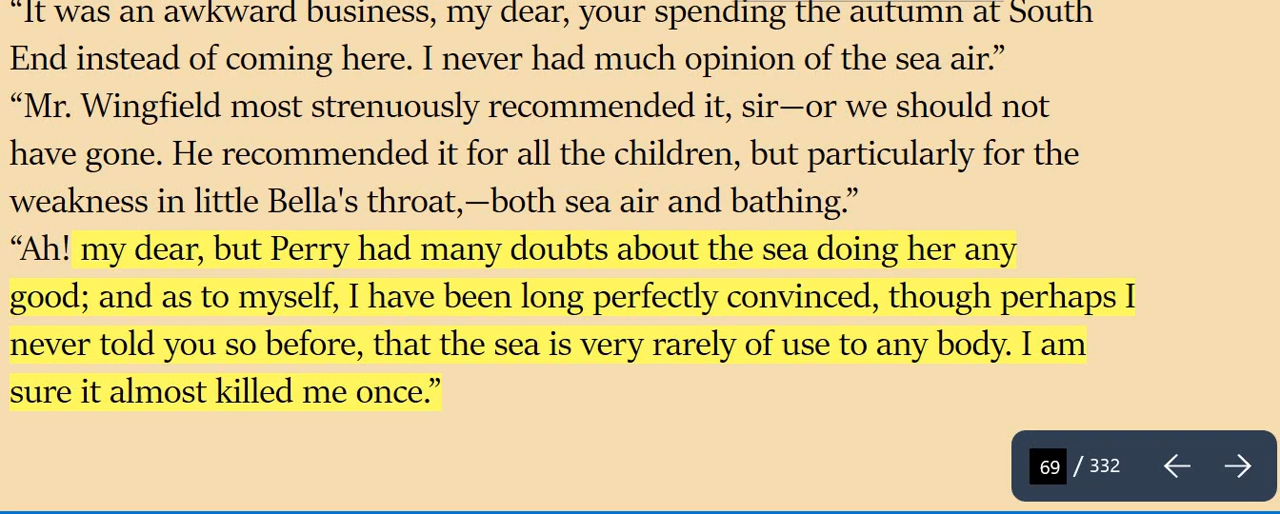 “It was an awkward business, my dear, your spending the autumn at South
End instead of coming here. I never had much opinion of the sea air.”
“Mr. Wingfield most strenuously recommended it, sir—or we should not
have gone. He recommended it for all the children, but particularly for the
weakness in little Bella's throat,—both sea air and bathing.”
“Ah! my dear, but Perry had many doubts about the sea doing her any
good; and as to myself, I have been long perfectly convinced, though perhaps I
never told you so before, that the sea is very rarely of use to any body. I am
sure it almost killed me once.”
69 / 332